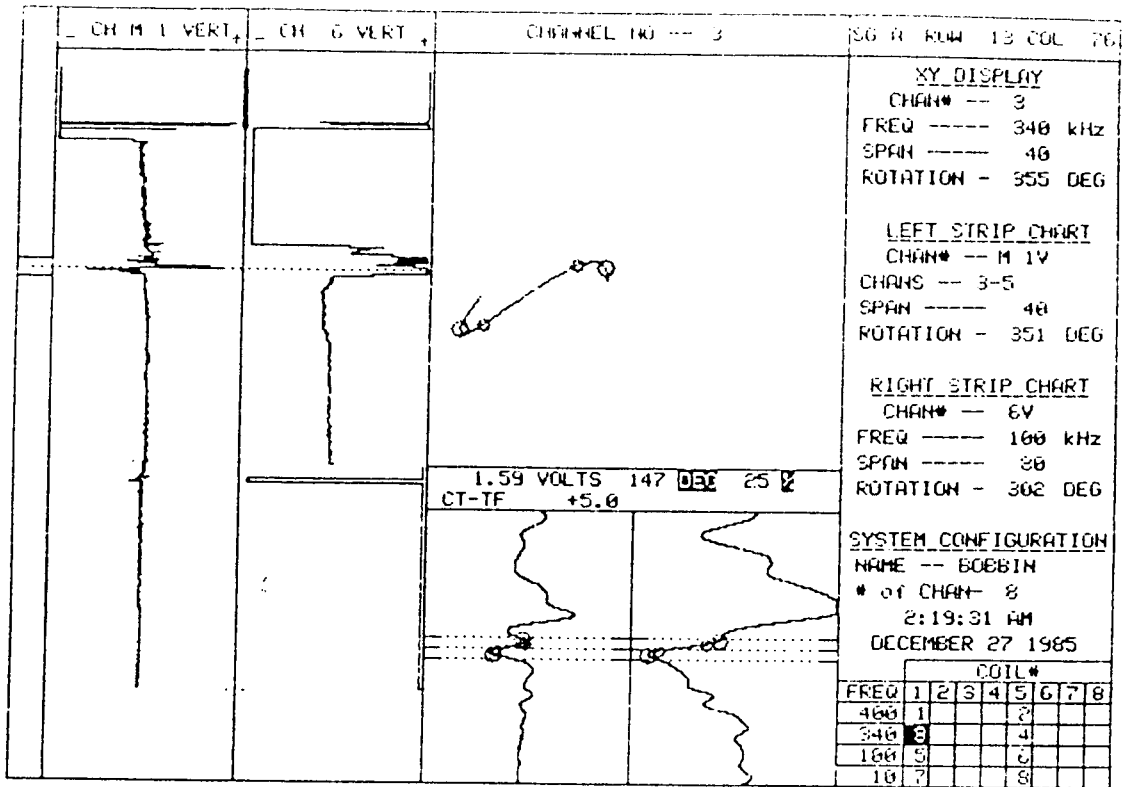 _ CH M 1 VERT +
_ CH 6 VERT +
CHANNEL NO -- 3
SG A ROW 13 COL 76
XY DISPLAY
CHAN# -- 3
FREQ ----- 340 kHz
SPAN ----- 40
ROTATION - 355 DEG
LEFT STRIP CHART
CHAN# -- M 1V
CHANS -- 3-5
SPAN ----- 40
ROTATION - 351 DEG
RIGHT STRIP CHART
CHAN# -- 6V
FREQ ----- 100 kHz
SPAN ----- 80
ROTATION - 302 DEG
1.59 VOLTS 147 DEG 25 %
CT-TF +5.0
SYSTEM CONFIGURATION
NAME -- BOBBIN
# of CHAN- 8
2:19:31 AM
DECEMBER 27 1985
COIL#
FREQ 1 2 3 4 5 6 7 8
400 1 2
340 3 4
100 5 6
10 7 8